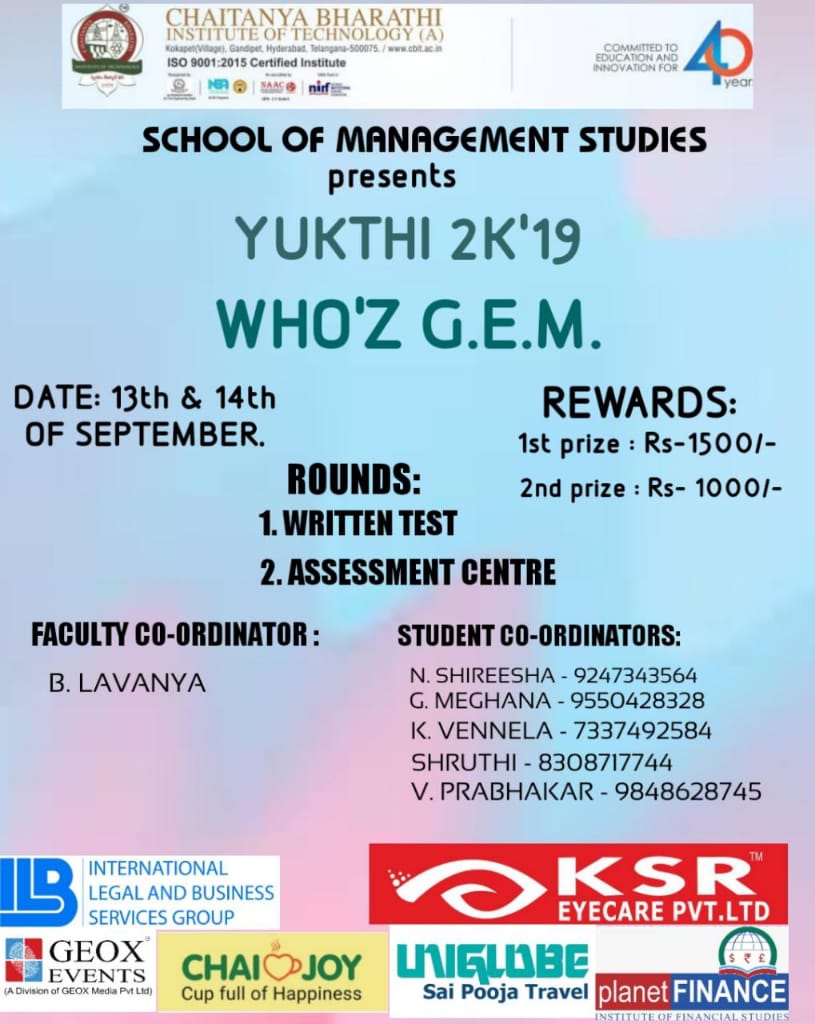 CHAITANYA BHARATHI
INSTITUTE OF TECHNOLOGY (A)
Kokapet(Village), Gandipet, Hyderabad, Telangana-500075. / www.cbit.ac.in
ISO 9001:2015 Certified Institute
NBA
NAAC
nirf
COMMITTED TO
EDUCATION AND
INNOVATION FOR
40
year
SCHOOL OF MANAGEMENT STUDIES
presents
YUKTHI 2K'19
WHO'Z G.E.M.
DATE: 13th & 14th
OF SEPTEMBER.
REWARDS:
1st prize : Rs-1500/-
2nd prize : Rs- 1000/-
ROUNDS:
1. WRITTEN TEST
2. ASSESSMENT CENTRE
FACULTY CO-ORDINATOR :
B. LAVANYA
STUDENT CO-ORDINATORS:
N. SHIREESHA - 9247343564
G. MEGHANA - 9550428328
K. VENNELA - 7337492584
SHRUTHI - 8308717744
V. PRABHAKAR - 9848628745
ILB
INTERNATIONAL
LEGAL AND BUSINESS
SERVICES GROUP
KSR TM
EYECARE PVT.LTD
GEOX
EVENTS
(A Division of GEOX Media Pvt Ltd)
CHAI JOY
Cup full of Happiness
UNIGLOBE
Sai Pooja Travel
$ ₹ £
planet FINANCE
INSTITUTE OF FINANCIAL STUDIES